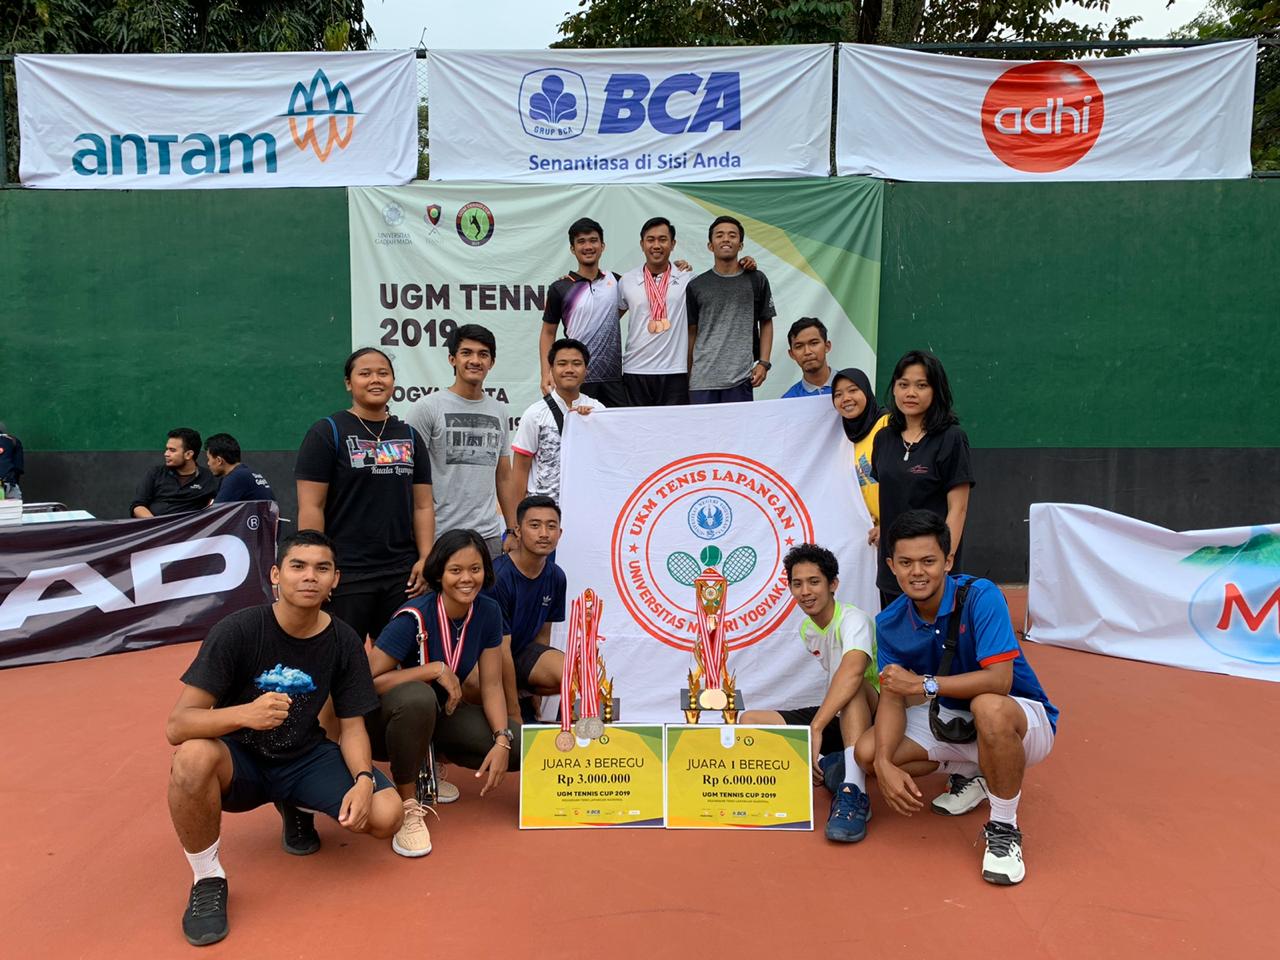 antam
GRUP BCA
BCA
Senantiasa di Sisi Anda
adhi
UNIVERSITAS
GADJAH MADA
UGM TENNI
2019
Kuala Lumpu
UKM TENIS LAPANGAN
UNIVERSITAS NEGERI YOGYAKA
AD®
M
JUARA 3 BEREGU
Rp 3.000.000
UGM TENNIS CUP 2019
BCA
JUARA 1 BEREGU
Rp 6.000.000
UGM TENNIS CUP 2019
BCA